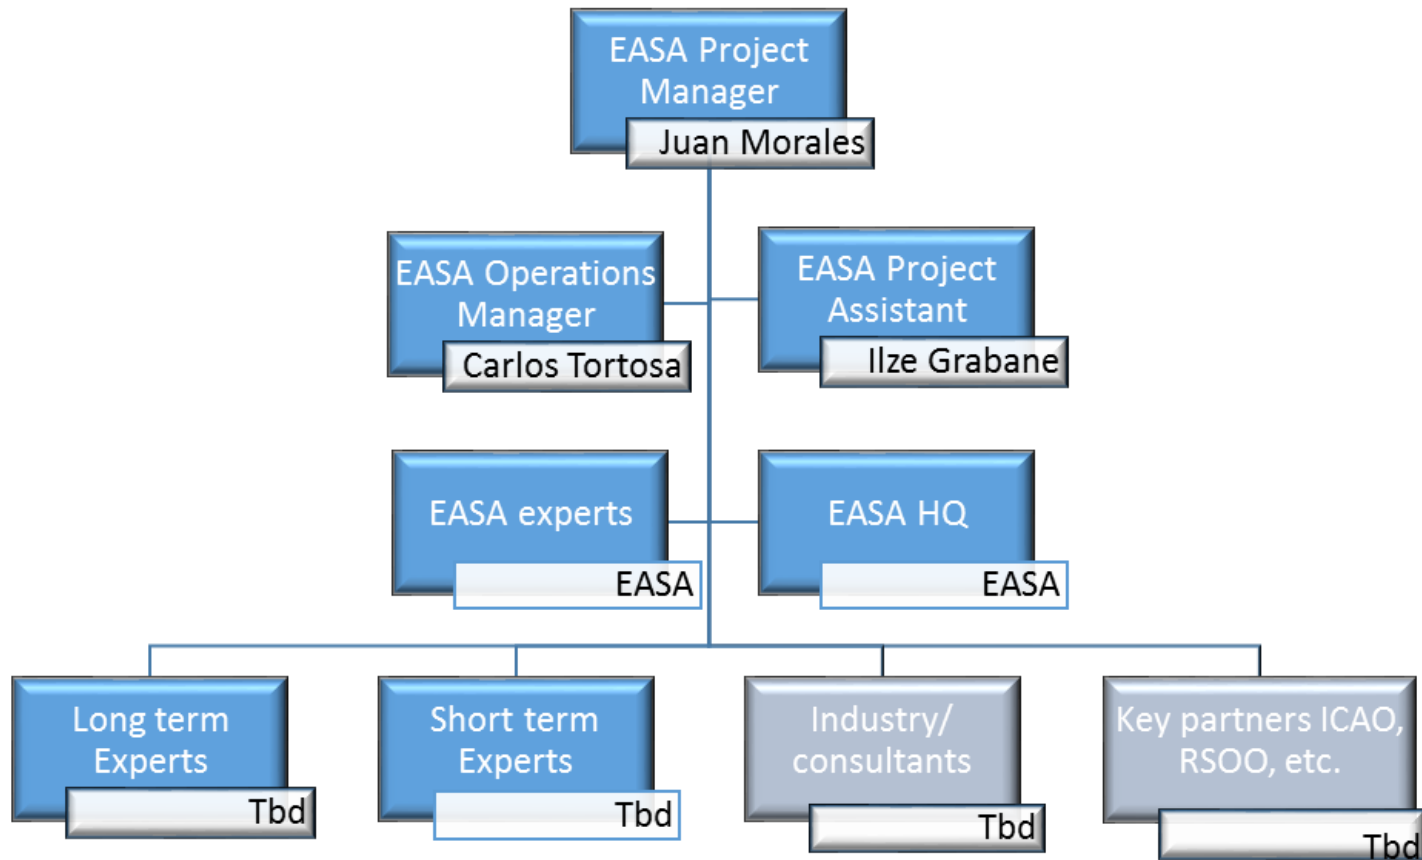 EASA Project
Manager
Juan Morales
EASA Operations
Manager
Carlos Tortosa
EASA Project
Assistant
Ilze Grabane
EASA experts
EASA
EASA HQ
EASA
Long term
Experts
Tbd
Short term
Experts
Tbd
Industry/
consultants
Tbd
Key partners ICAO,
RSOO, etc.
Tbd